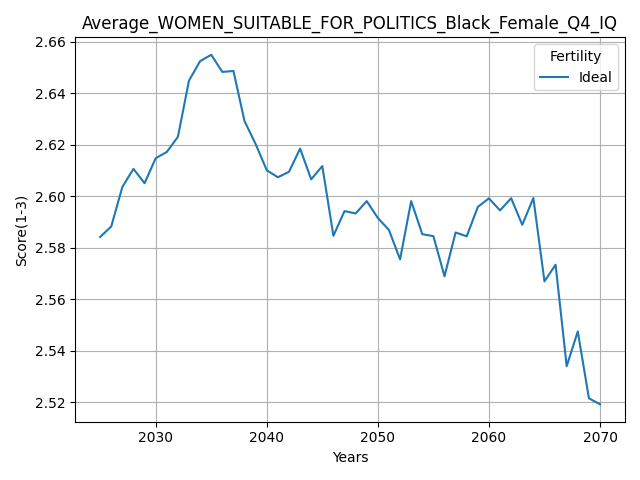 Average_WOMEN_SUITABLE_FOR_POLITICS_Black_Female_Q4_IQ
Fertility
Ideal
Score(1-3)
2.66
2.64
2.62
2.60
2.58
2.56
2.54
2.52
2030 2040 2050 2060 2070
Years